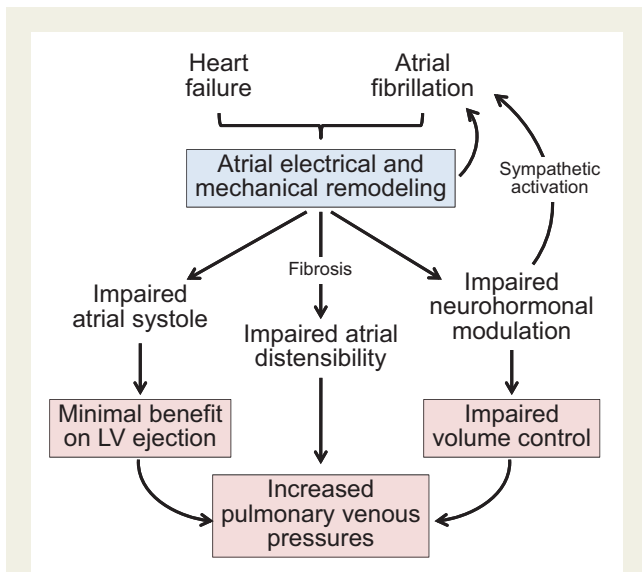 Heart
failure
Atrial
fibrillation
Atrial electrical and
mechanical remodeling
Sympathetic
activation
Fibrosis
Impaired
atrial systole
Impaired atrial
distensibility
Impaired
neurohormonal
modulation
Minimal benefit
on LV ejection
Impaired
volume control
Increased
pulmonary venous
pressures